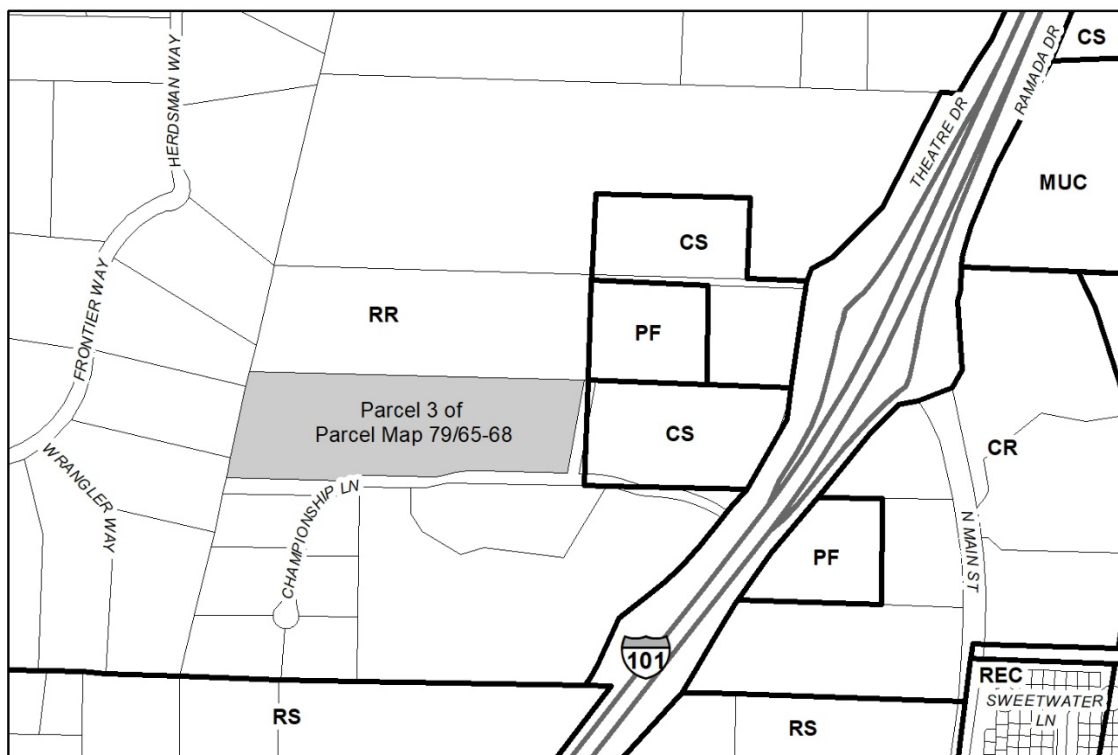 CS
RAMADA DR
THEATRE DR
HERDSMAN WAY
MUC
CS
FRONTIER WAY
RR
PF
Parcel 3 of
Parcel Map 79/65-68
CS
CR
WRANGLER WAY
CHAMPIONSHIP LN
N MAIN ST
PF
101
REC
SWEETWATER
LN
RS
RS